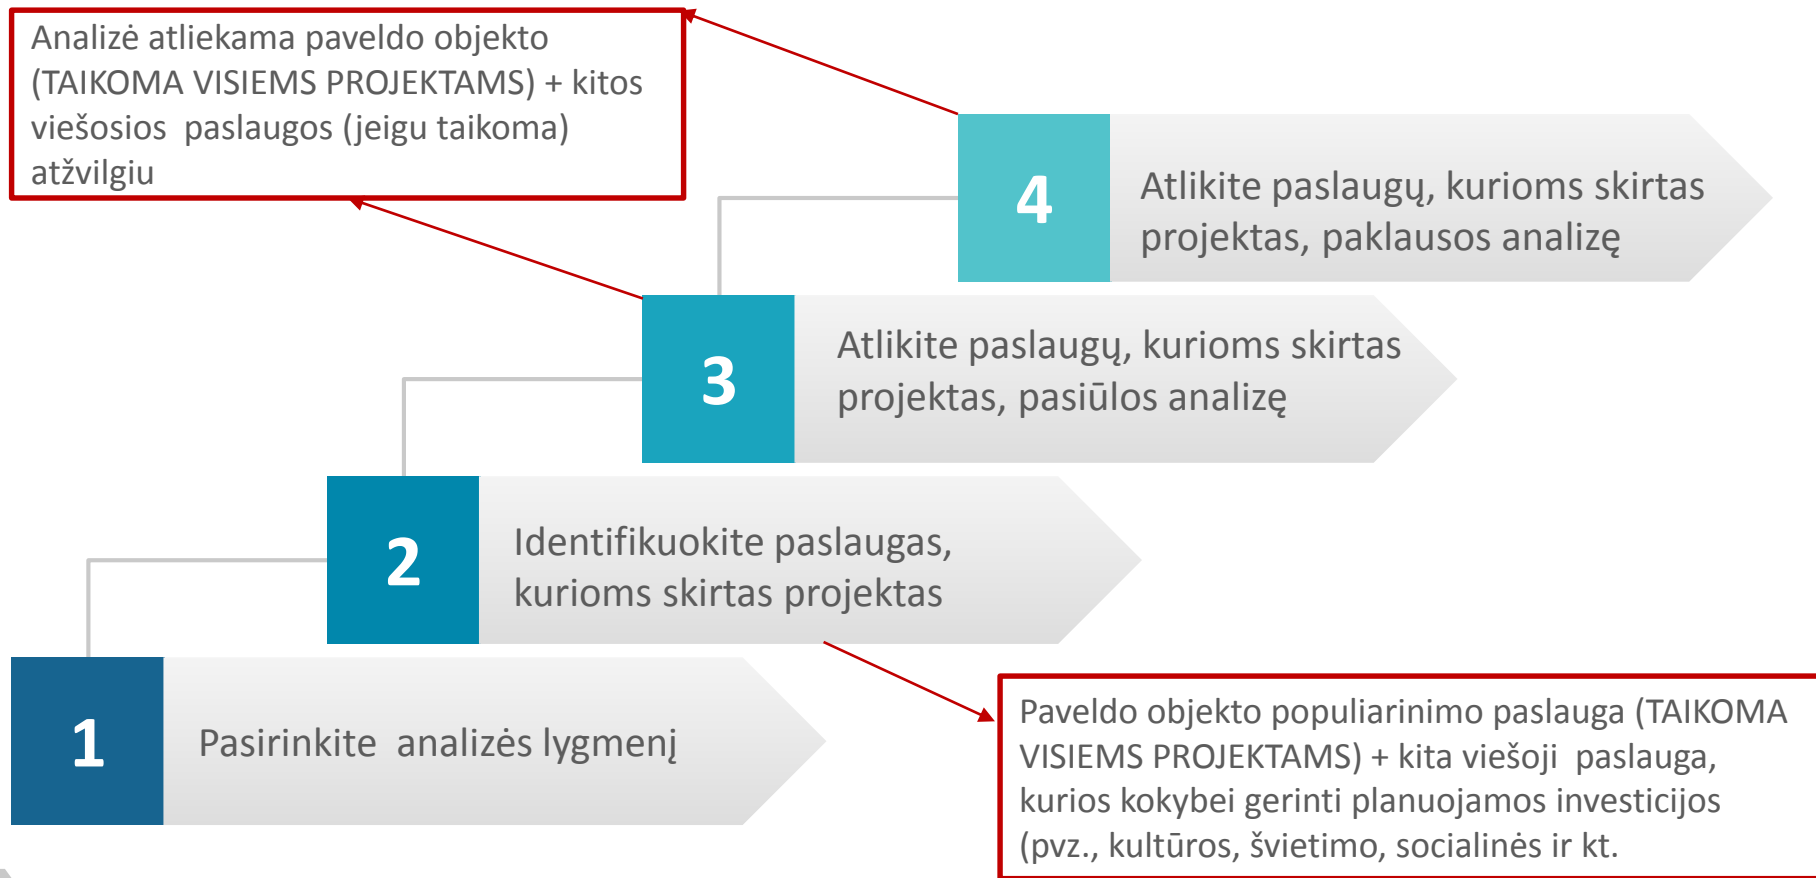 Analizė atliekama paveldo objekto
(TAIKOMA VISIEMS PROJEKTAMS) + kitos
viešosios  paslaugos (jeigu taikoma)
atžvilgiu
4
Atlikite paslaugų, kurioms skirtas
projektas, paklausos analizę
3
Atlikite paslaugų, kurioms skirtas
projektas, pasiūlos analizę
2
Identifikuokite paslaugas,
kurioms skirtas projektas
1
Pasirinkite  analizės lygmenį
Paveldo objekto populiarinimo paslauga (TAIKOMA
VISIEMS PROJEKTAMS) + kita viešoji  paslauga,
kurios kokybei gerinti planuojamos investicijos
(pvz., kultūros, švietimo, socialinės ir kt.